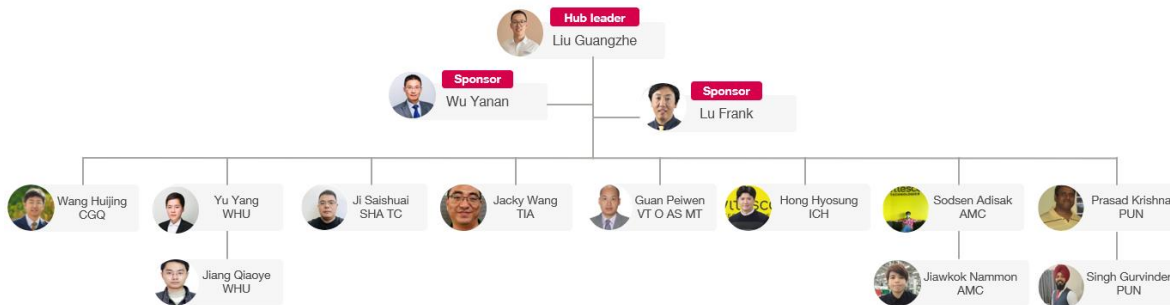 Hub leader
Liu Guangzhe
Sponsor
Wu Yanan
Sponsor
Lu Frank
Wang Huijing
CGQ
Yu Yang
WHU
Ji Saishuai
SHA TC
Jacky Wang
TIA
Guan Peiwen
VT O AS MT
Hong Hyosung
ICH
Sodsen Adisak
AMC
Prasad Krishna
PUN
Jiang Qiaoye
WHU
Jiawkok Nammon
AMC
Singh Gurvinder
PUN